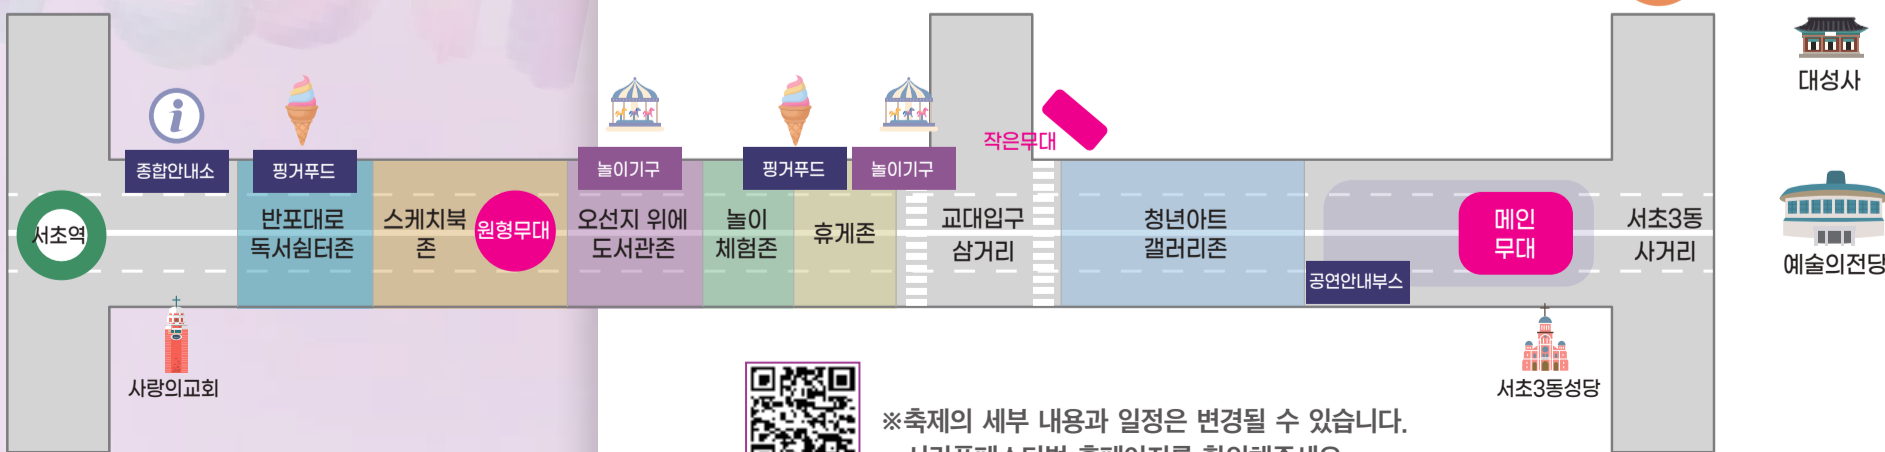 대성사
작은무대
종합안내소
핑거푸드
놀이기구
핑거푸드
놀이기구
서초역
반포대로
독서쉼터존
스케치북
존
원형무대
오선지 위에
도서관존
놀이
체험존
휴게존
교대입구
삼거리
청년아트
갤러리존
메인
무대
서초3동
사거리
예술의전당
공연안내부스
사랑의교회
서초3동성당
※축제의 세부 내용과 일정은 변경될 수 있습니다.